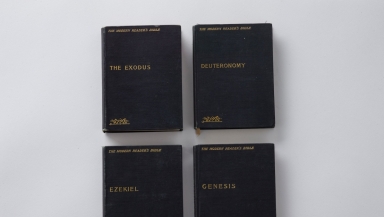 THE MODERN READER'S BIBLE
THE EXODUS
THE MODERN READER'S BIBLE
DEUTERONOMY
THE MODERN READER'S BIBLE
EZEKIEL
THE MODERN READER'S BIBLE
GENESIS